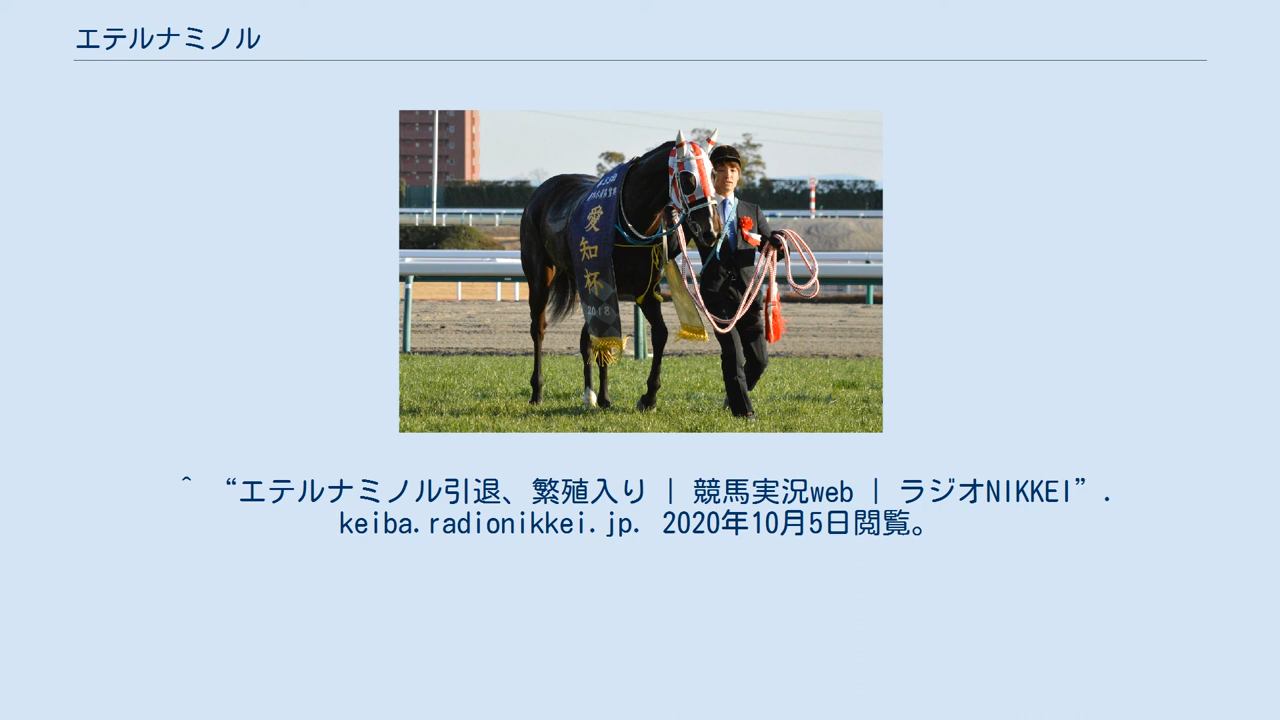 エテルナミノル
愛知杯
2018
^ “エテルナミノル引退、繁殖入り | 競馬実況web | ラジオNIKKEI”.
keiba.radionikkei.jp. 2020年10月5日閲覧。